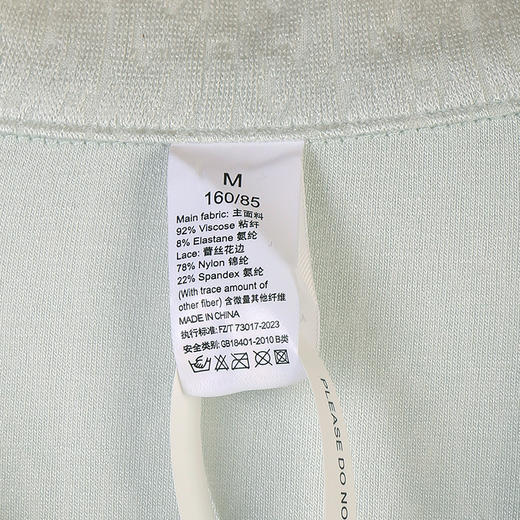 M
160/85
Main fabric: 主面料
92% Viscose 粘纤
8% Elastane 氨纶
Lace: 蕾丝花边
78% Nylon 锦纶
22% Spandex 氨纶
(With trace amount of
other fiber) 含微量其他纤维
MADE IN CHINA
执行标准: FZ/T 73017-2023
安全类别: GB18401-2010 B类
PLEASE DO NO